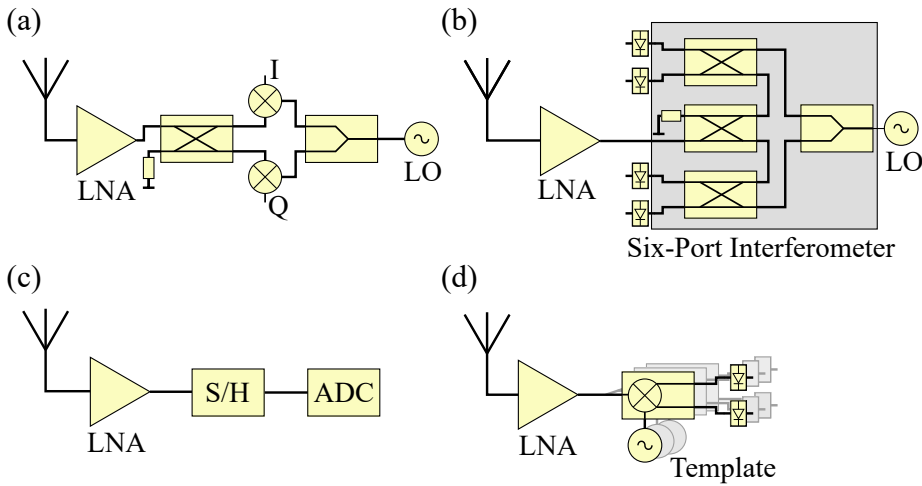 (a)
I
LNA
Q
LO
(b)
LNA
LO
Six-Port Interferometer
(c)
LNA
S/H
ADC
(d)
LNA
Template